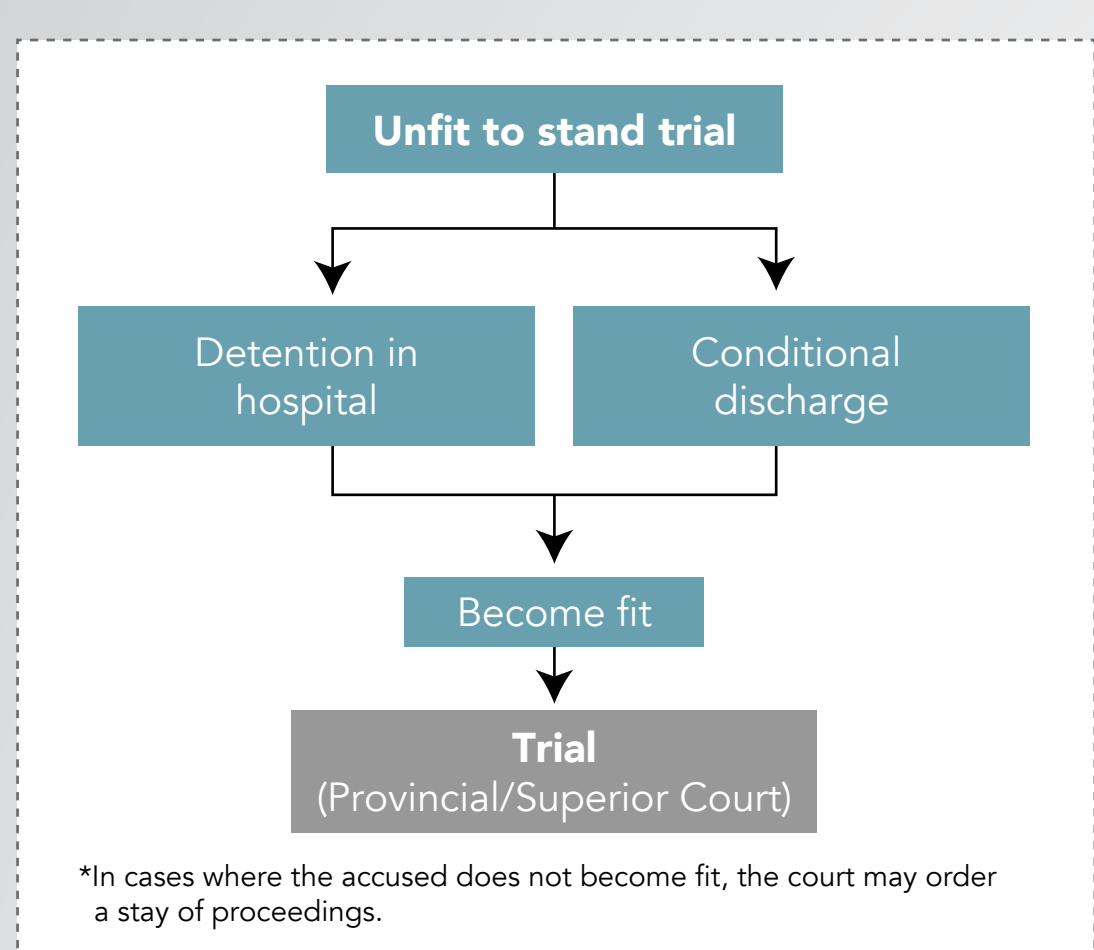 Unfit to stand trial
Detention in
hospital
Conditional
discharge
Become fit
Trial
(Provincial/Superior Court)
*In cases where the accused does not become fit, the court may order
a stay of proceedings.